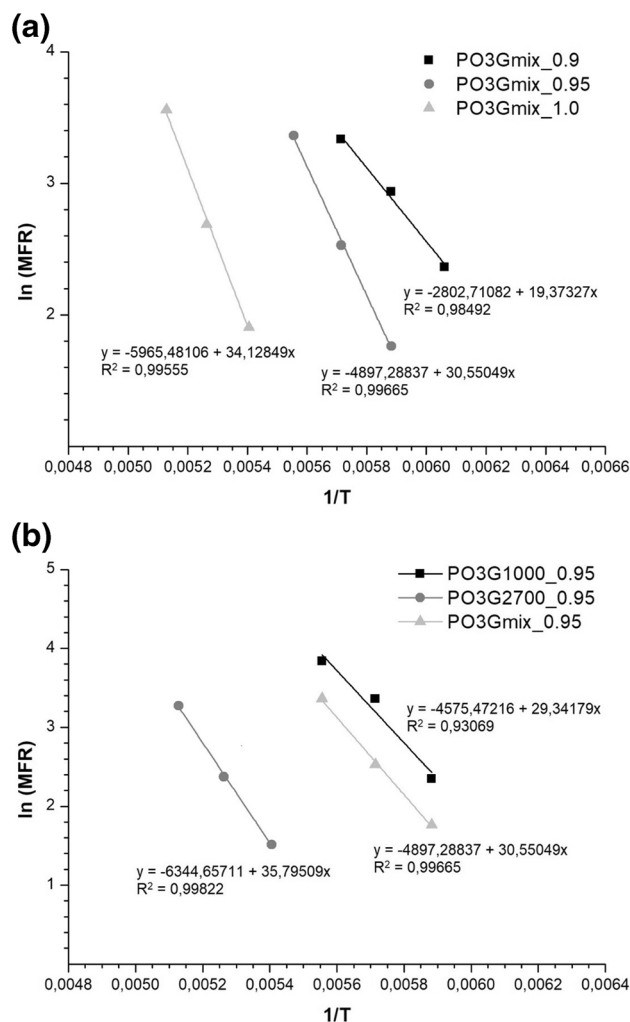 (a)
4
3
2
ln (MFR)
PO3Gmix_0.9
PO3Gmix_0.95
PO3Gmix_1.0
y = -2802,71082 + 19,37327x
R² = 0,98492
y = -5965,48106 + 34,12849x
R² = 0,99555
y = -4897,28837 + 30,55049x
R² = 0,99665
0,0048 0,0050 0,0052 0,0054 0,0056 0,0058 0,0060 0,0062 0,0064 0,0066
1/T
(b)
5
4
3
2
1
ln (MFR)
PO3G1000_0.95
PO3G2700_0.95
PO3Gmix_0.95
y = -4575,47216 + 29,34179x
R² = 0,93069
y = -4897,28837 + 30,55049x
R² = 0,99665
y = -6344,65711 + 35,79509x
R² = 0,99822
0,0048 0,0050 0,0052 0,0054 0,0056 0,0058 0,0060 0,0062 0,0064
1/T